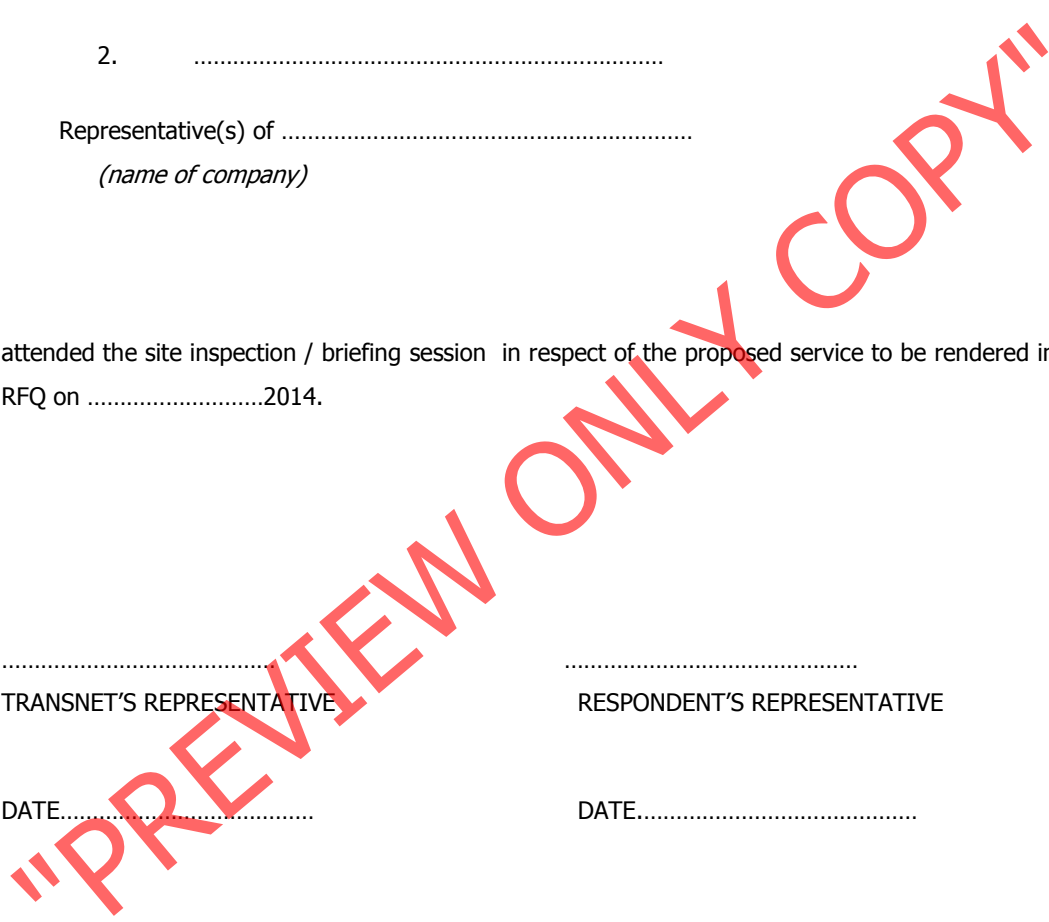 2. ………………………………………………………………
Representative(s) of ………………………………………………………
(name of company)
attended the site inspection / briefing session in respect of the proposed service to be rendered in
RFQ on ………………………2014.
…………………………………… ………………………………………
TRANSNET'S REPRESENTATIVE RESPONDENT'S REPRESENTATIVE
DATE………………………………… DATE……………………………………
"PREVIEW ONLY COPY"